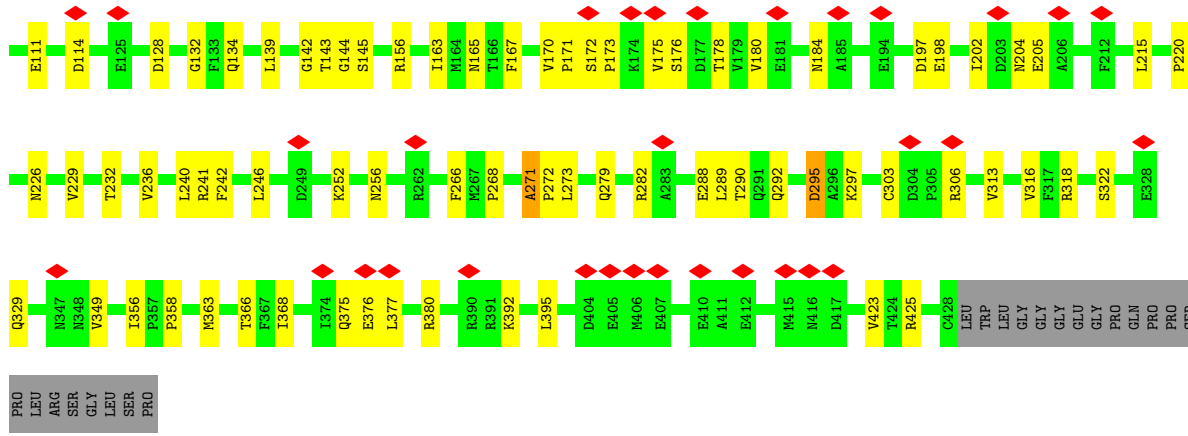 E111 D114 E125 D128 G132 F133 Q134 L139 G142 T143 G144 S145 R156 I163 M164 N165 T166 F167 V170 P171 S172 P173 K174 V175 S176 D177 T178 V179 V180 E181 N184 A185 E194 D197 E198 I202 D203 N204 E205 A206 F212 L215 P220
N226 V229 T232 V236 L240 R241 F242 L246 D249 K252 N256 R262 F266 M267 P268 A271 P272 L273 Q279 R282 A283 E288 L289 T290 Q291 Q292 D295 A296 K297 C303 D304 P305 R306 V313 V316 F317 R318 S322 E328
Q329 N347 N348 V349 I356 P357 P358 M363 T366 F367 I368 I374 Q375 E376 L377 R380 R390 R391 K392 L395 D404 E405 M406 E407 E410 A411 E412 M415 N416 D417 V423 T424 R425 C428 LEU TRP LEU GLY GLY GLY GLU GLY PRO GLN PRO PRO SER
PRO LEU ARG SER GLY LEU SER PRO